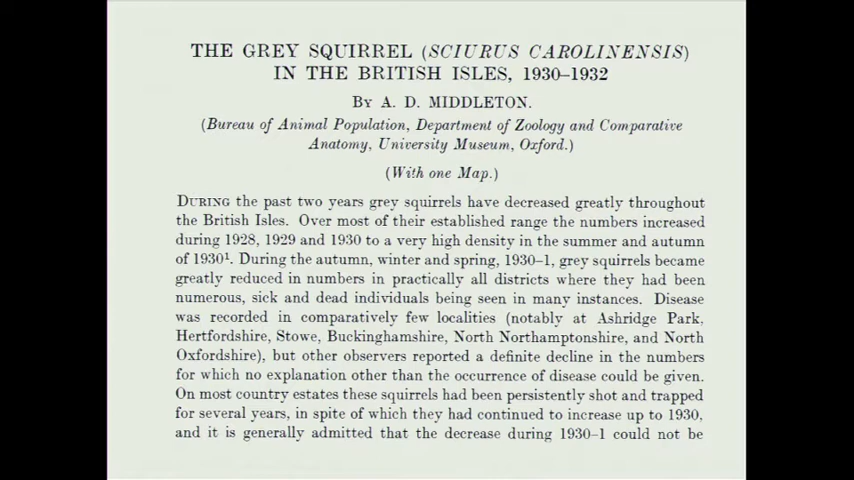 THE GREY SQUIRREL (SCIURUS CAROLINENSIS)
IN THE BRITISH ISLES, 1930–1932
By A. D. MIDDLETON.
(Bureau of Animal Population, Department of Zoology and Comparative
Anatomy, University Museum, Oxford.)
(With one Map.)
During the past two years grey squirrels have decreased greatly throughout
the British Isles. Over most of their established range the numbers increased
during 1928, 1929 and 1930 to a very high density in the summer and autumn
of 1930¹. During the autumn, winter and spring, 1930–1, grey squirrels became
greatly reduced in numbers in practically all districts where they had been
numerous, sick and dead individuals being seen in many instances. Disease
was recorded in comparatively few localities (notably at Ashridge Park,
Hertfordshire, Stowe, Buckinghamshire, North Northamptonshire, and North
Oxfordshire), but other observers reported a definite decline in the numbers
for which no explanation other than the occurrence of disease could be given.
On most country estates these squirrels had been persistently shot and trapped
for several years, in spite of which they had continued to increase up to 1930,
and it is generally admitted that the decrease during 1930–1 could not be